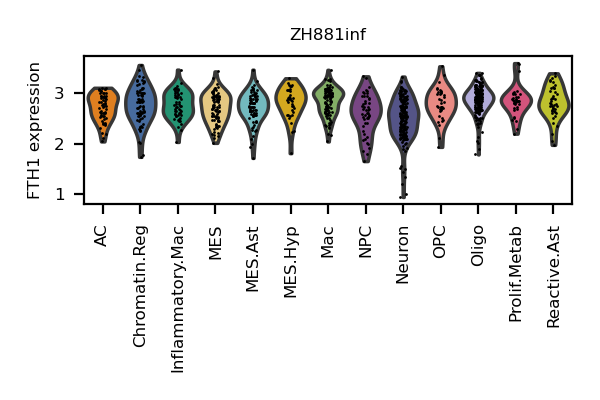 ZH881inf
FTH1 expression
3
2
1
AC
Chromatin.Reg
Inflammatory.Mac
MES
MES.Ast
MES.Hyp
Mac
NPC
Neuron
OPC
Oligo
Prolif.Metab
Reactive.Ast